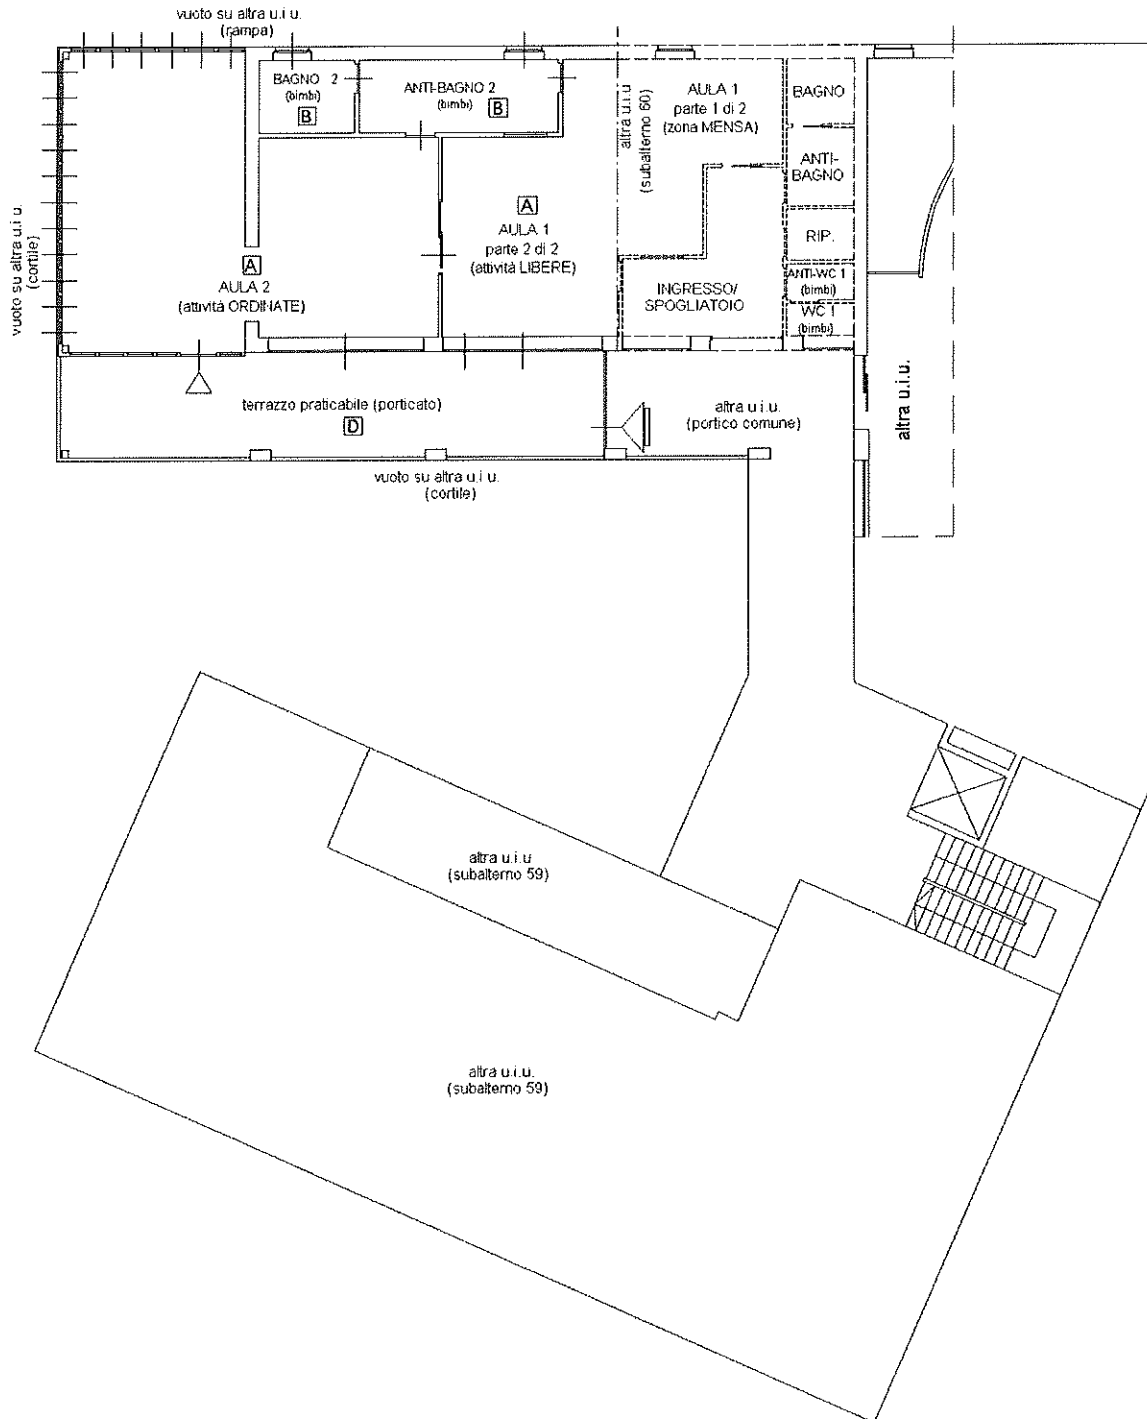 vuoto su altra u.i u.
(rampa)
BAGNO 2
(bimbi)
B
ANTI-BAGNO 2
(bimbi)
B
altra u.i.u
(subalterno 60)
AULA 1
parte 1 di 2
(zona MENSA)
BAGNO
ANTI-
BAGNO
RIP.
ANTI-WC 1
(bimbi)
WC 1
(bimbi)
vuoto su altra u.i u.
(cortile)
A
AULA 2
(attività ORDINATE)
A
AULA 1
parte 2 di 2
(attività LIBERE)
INGRESSO/
SPOGLIATOIO
altra u.i.u.
terrazzo praticabile (porticato)
D
altra u.i.u.
(portico comune)
vuoto su altra u.i u.
(cortile)
altra u.i.u
(subalterno 59)
altra u.i.u.
(subalterno 59)